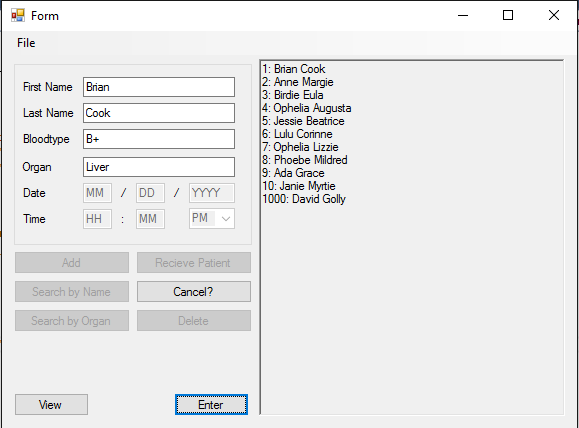 Form
File
First Name Brian
Last Name Cook
Bloodtype B+
Organ Liver
Date MM / DD / YYYY
Time HH : MM PM
Add Recieve Patient
Search by Name Cancel?
Search by Organ Delete
View Enter
1: Brian Cook
2: Anne Margie
3: Birdie Eula
4: Ophelia Augusta
5: Jessie Beatrice
6: Lulu Corinne
7: Ophelia Lizzie
8: Phoebe Mildred
9: Ada Grace
10: Janie Myrtie
1000: David Golly